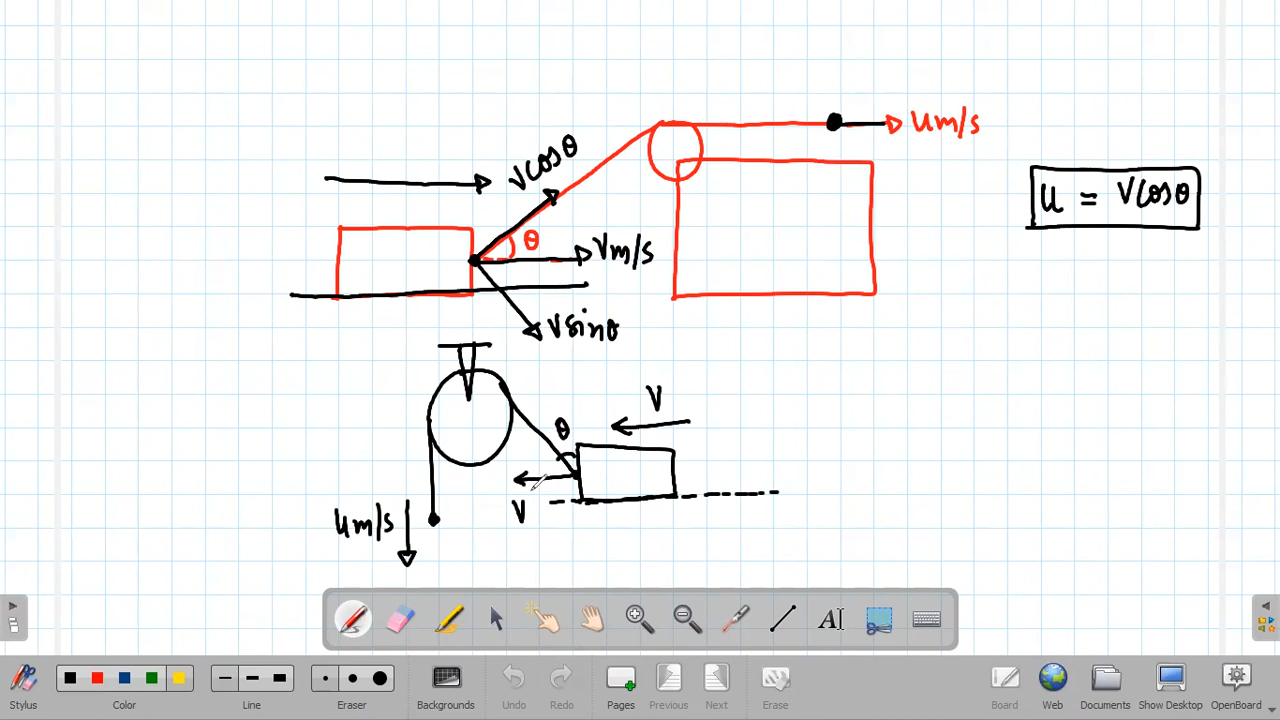 u m/s
Vcosθ
u = Vcosθ
θ
V m/s
Vsinθ
V
θ
V
u m/s
Stylus
Color
Line
Eraser
Backgrounds
Undo
Redo
Pages
Previous
Next
Erase
Board
Web
Documents
Show Desktop
OpenBoard